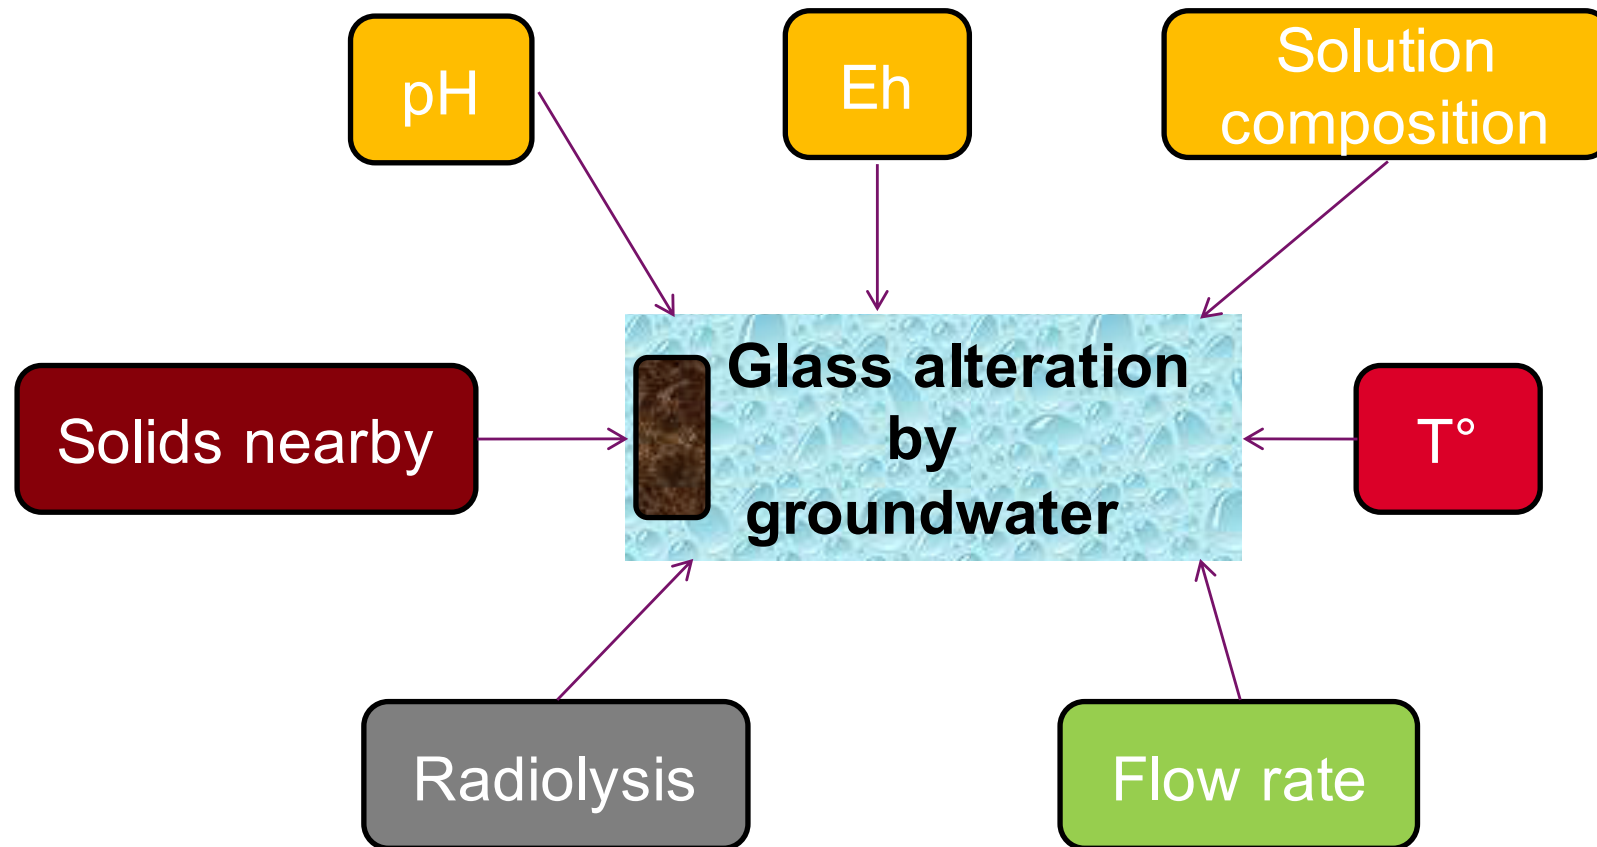 pH
Eh
Solution
composition
Solids nearby
Glass alteration
by
groundwater
T°
Radiolysis
Flow rate